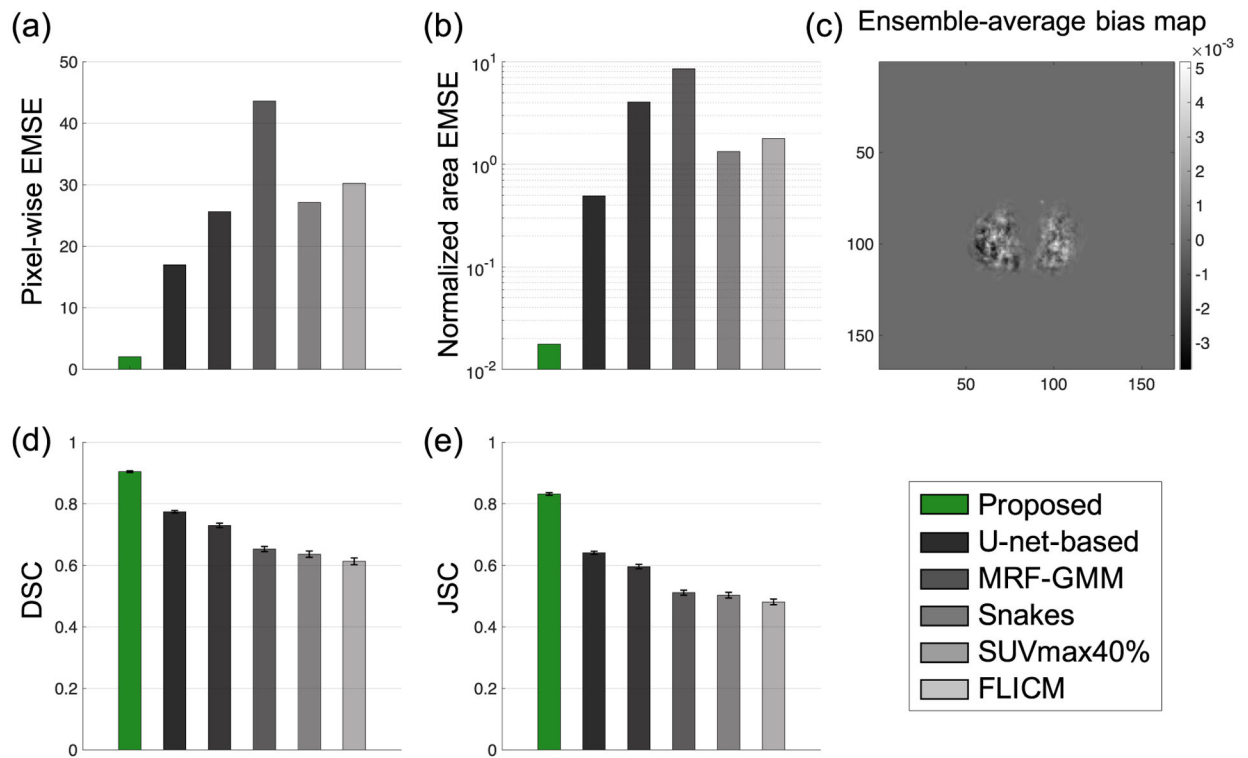 (a)
Pixel-wise EMSE
50
40
30
20
10
0
(b)
Normalized area EMSE
10^1
10^0
10^-1
10^-2
(c)
Ensemble-average bias map
×10^-3
50
100
150
50
100
150
5
4
3
2
1
0
-1
-2
-3
(d)
DSC
1
0.8
0.6
0.4
0.2
0
(e)
JSC
1
0.8
0.6
0.4
0.2
0
Proposed
U-net-based
MRF-GMM
Snakes
SUVmax40%
FLICM